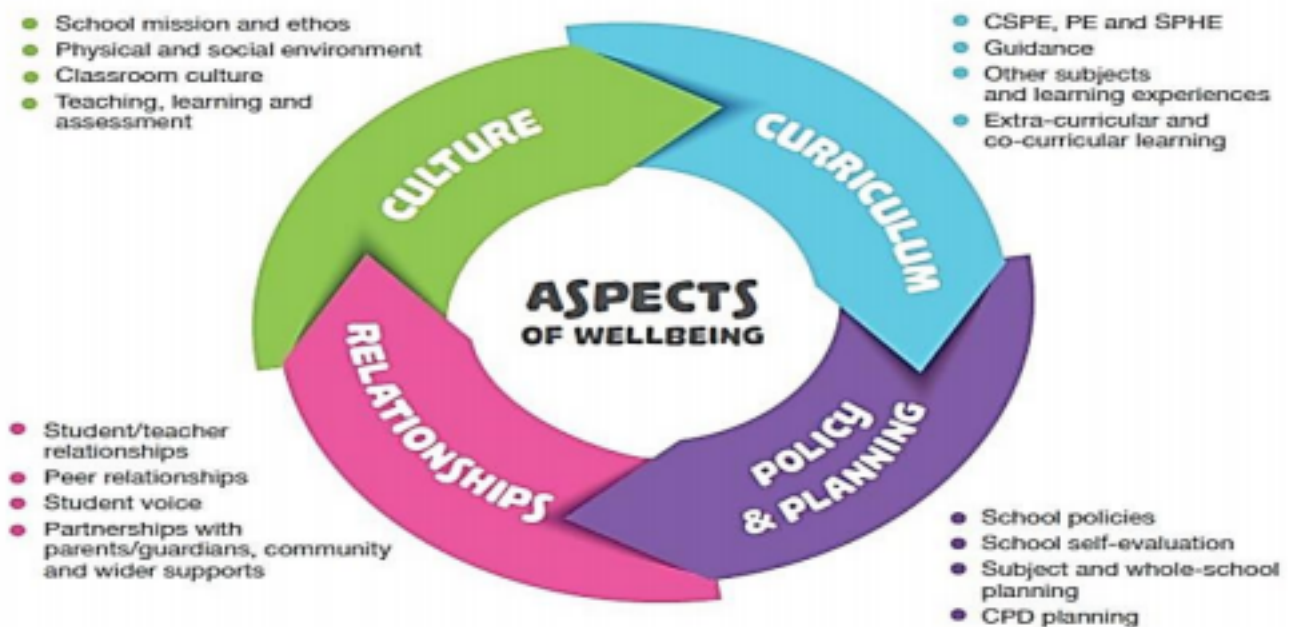 School mission and ethos
Physical and social environment
Classroom culture
Teaching, learning and
assessment
CSPE, PE and SPHE
Guidance
Other subjects
and learning experiences
Extra-curricular and
co-curricular learning
CULTURE
CURRICULUM
ASPECTS
OF WELLBEING
RELATIONSHIPS
POLICY
& PLANNING
Student/teacher
relationships
Peer relationships
Student voice
Partnerships with
parents/guardians, community
and wider supports
School policies
School self-evaluation
Subject and whole-school
planning
CPD planning